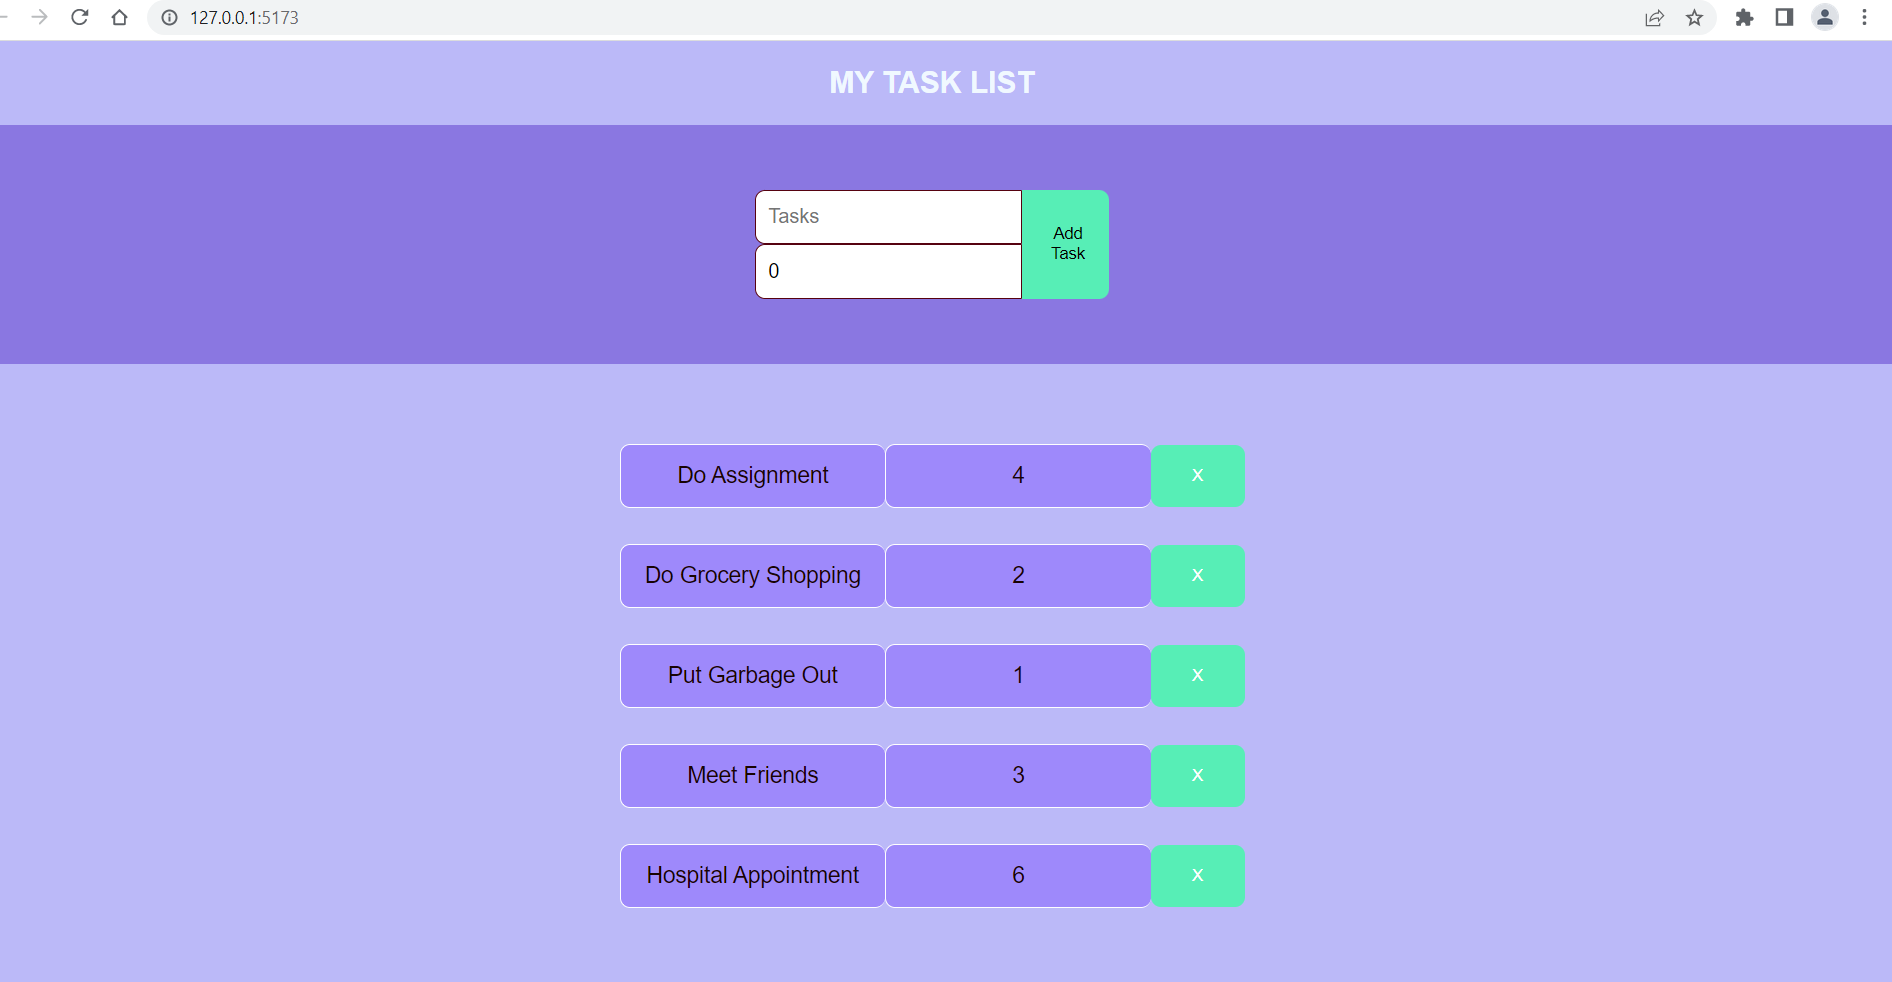 127.0.0.1:5173
MY TASK LIST
Tasks
0
Add
Task
Do Assignment 4 x
Do Grocery Shopping 2 x
Put Garbage Out 1 x
Meet Friends 3 x
Hospital Appointment 6 x